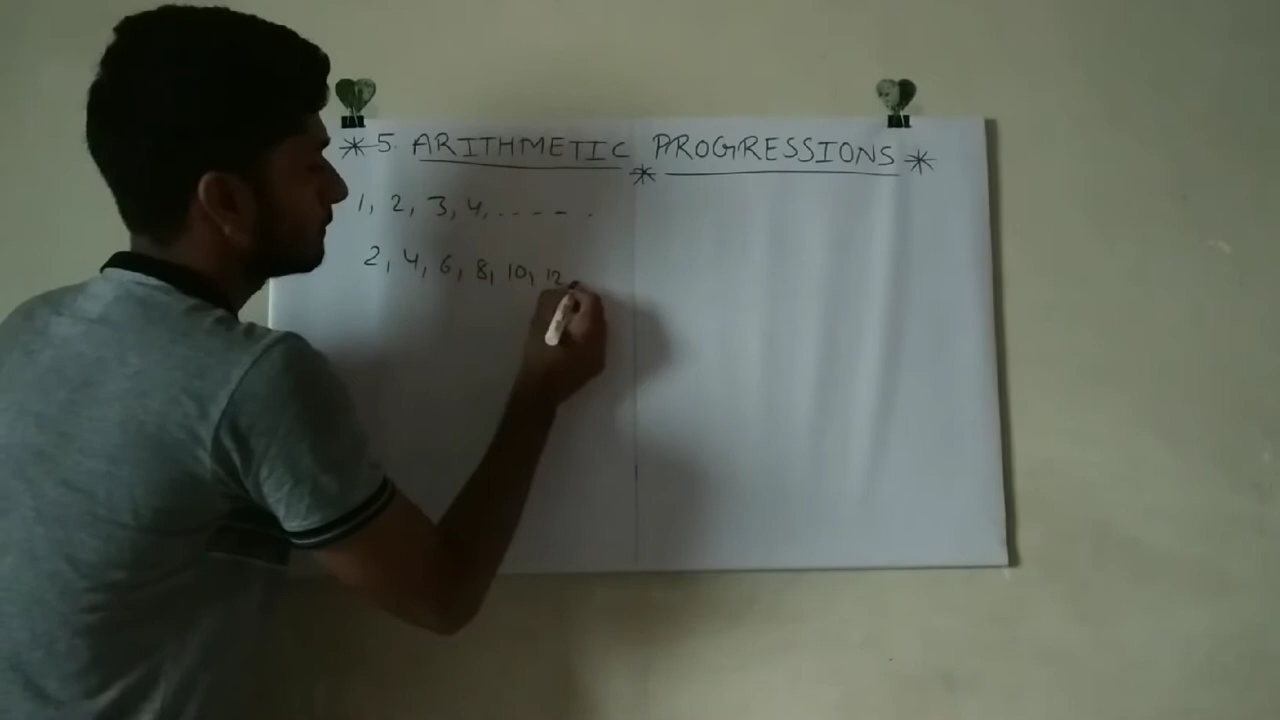 *5. ARITHMETIC PROGRESSIONS*
*
1, 2, 3, 4, . . - - - .
2, 4, 6, 8, 10, 12